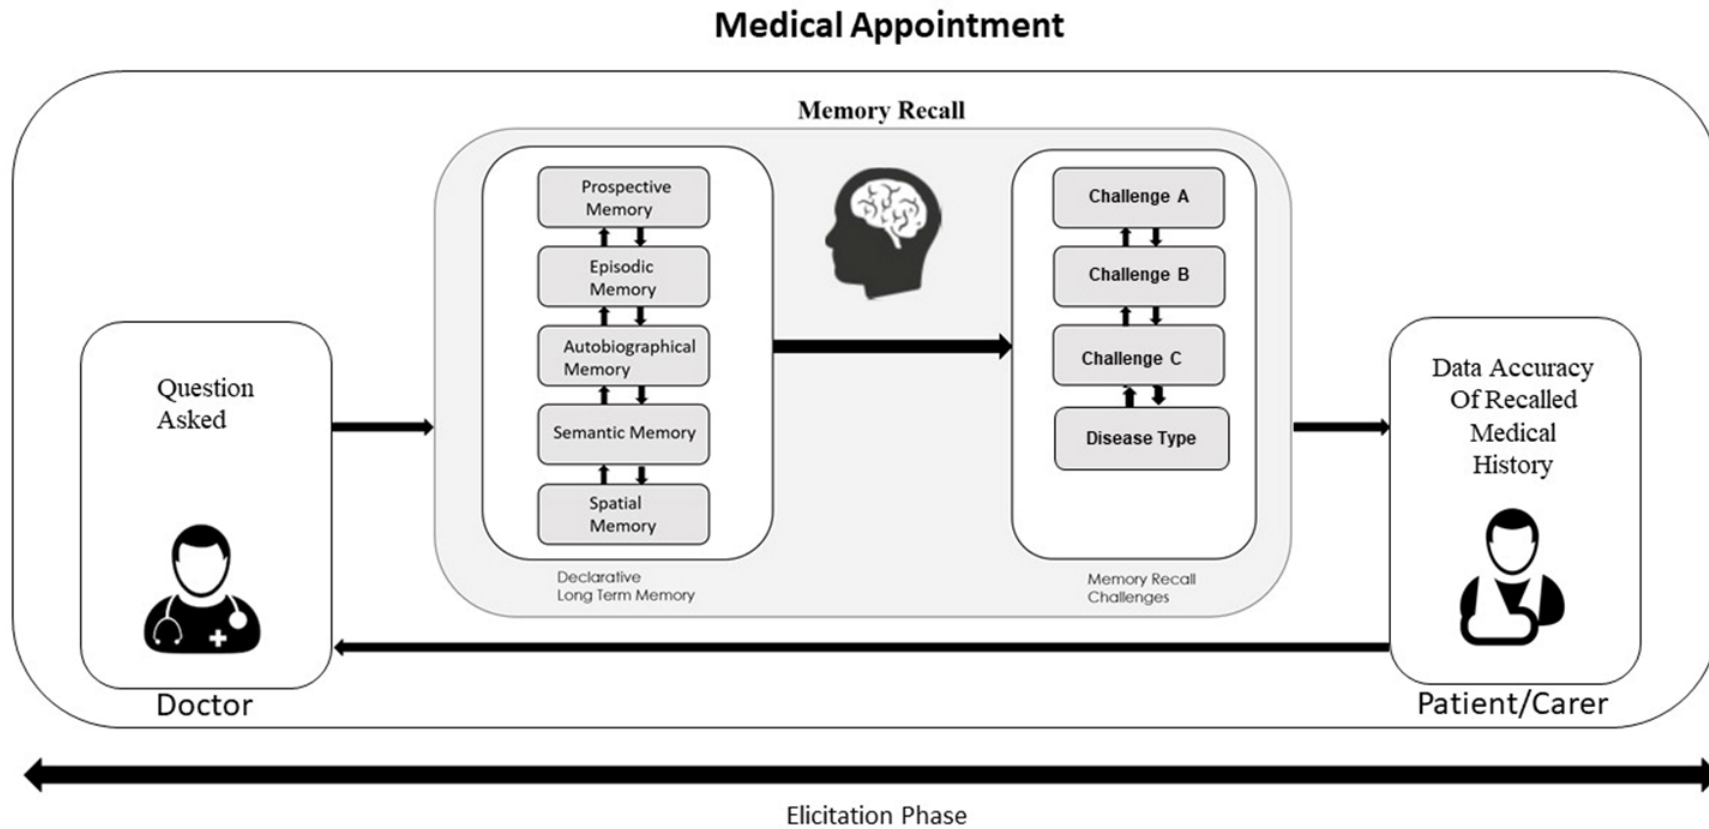 Medical Appointment
Memory Recall
Question
Asked
Doctor
Prospective
Memory
Episodic
Memory
Autobiographical
Memory
Semantic Memory
Spatial
Memory
Declarative
Long Term Memory
Challenge A
Challenge B
Challenge C
Disease Type
Memory Recall
Challenges
Data Accuracy
Of Recalled
Medical
History
Patient/Carer
Elicitation Phase